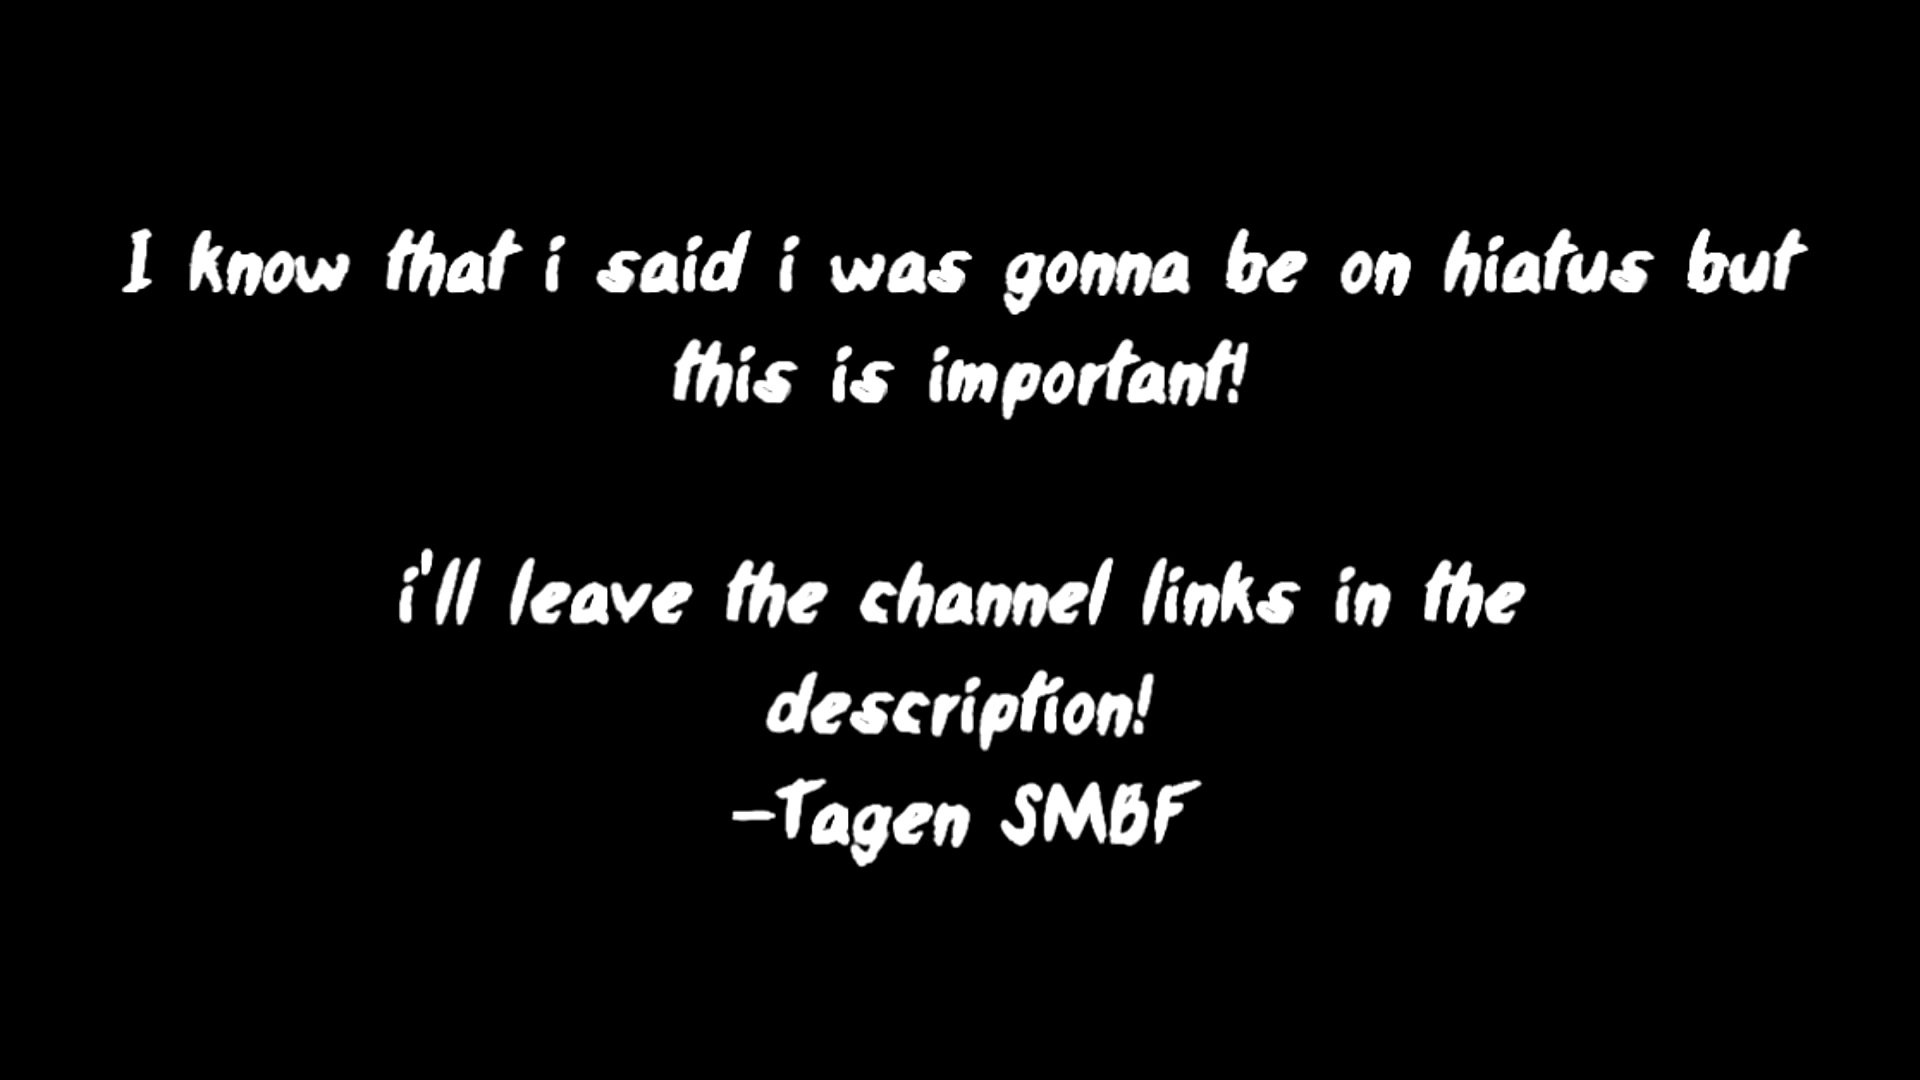 I know that i said i was gonna be on hiatus but
this is important!
i'll leave the channel links in the
description!
-Tagen SMBF